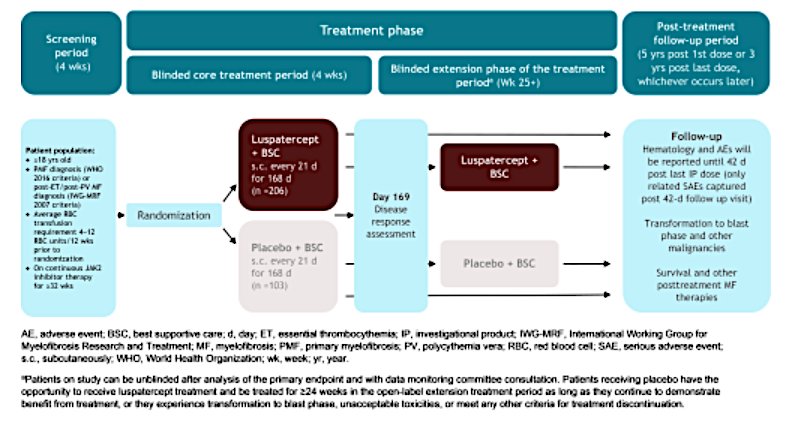 Screening
period
(4 wks)
Treatment phase
Blinded core treatment period (4 wks)
Blinded extension phase of the treatment
periodª (Wk 25+)
Post-treatment
follow-up period
(5 yrs post 1st dose or 3
yrs post last dose,
whichever occurs later)
Patient population:
• ≥18 yrs old
• PMF diagnosis (WHO
2016 criteria) or
post-ET/post-PV MF
diagnosis (IWG-MRF
2007 criteria)
• Average RBC
transfusion
requirement 4-12
RBC units/12 wks
prior to
randomization
• On continuous JAK2
inhibitor therapy
for ≥32 wks
Randomization
Luspatercept
+ BSC
s.c. every 21 d
for 168 d
(n =206)
Placebo + BSC
s.c. every 21 d
for 168 d
(n =103)
Day 169
Disease
response
assessment
Luspatercept +
BSC
Placebo + BSC
Follow-up
Hematology and AEs will
be reported until 42 d
post last IP dose (only
related SAEs captured
post 42-d follow up visit)
Transformation to blast
phase and other
malignancies
Survival and other
posttreatment MF
therapies
AE, adverse event; BSC, best supportive care; d, day; ET, essential thrombocythemia; IP, investigational product; IWG-MRF, International Working Group for
Myelofibrosis Research and Treatment; MF, myelofibrosis; PMF, primary myelofibrosis; PV, polycythemia vera; RBC, red blood cell; SAE, serious adverse event;
s.c., subcutaneously; WHO, World Health Organization; wk, week; yr, year.
ªPatients on study can be unblinded after analysis of the primary endpoint and with data monitoring committee consultation. Patients receiving placebo have the
opportunity to receive luspatercept treatment and be treated for ≥24 weeks in the open-label extension treatment period as long as they continue to demonstrate
benefit from treatment, or they experience transformation to blast phase, unacceptable toxicities, or meet any other criteria for treatment discontinuation.